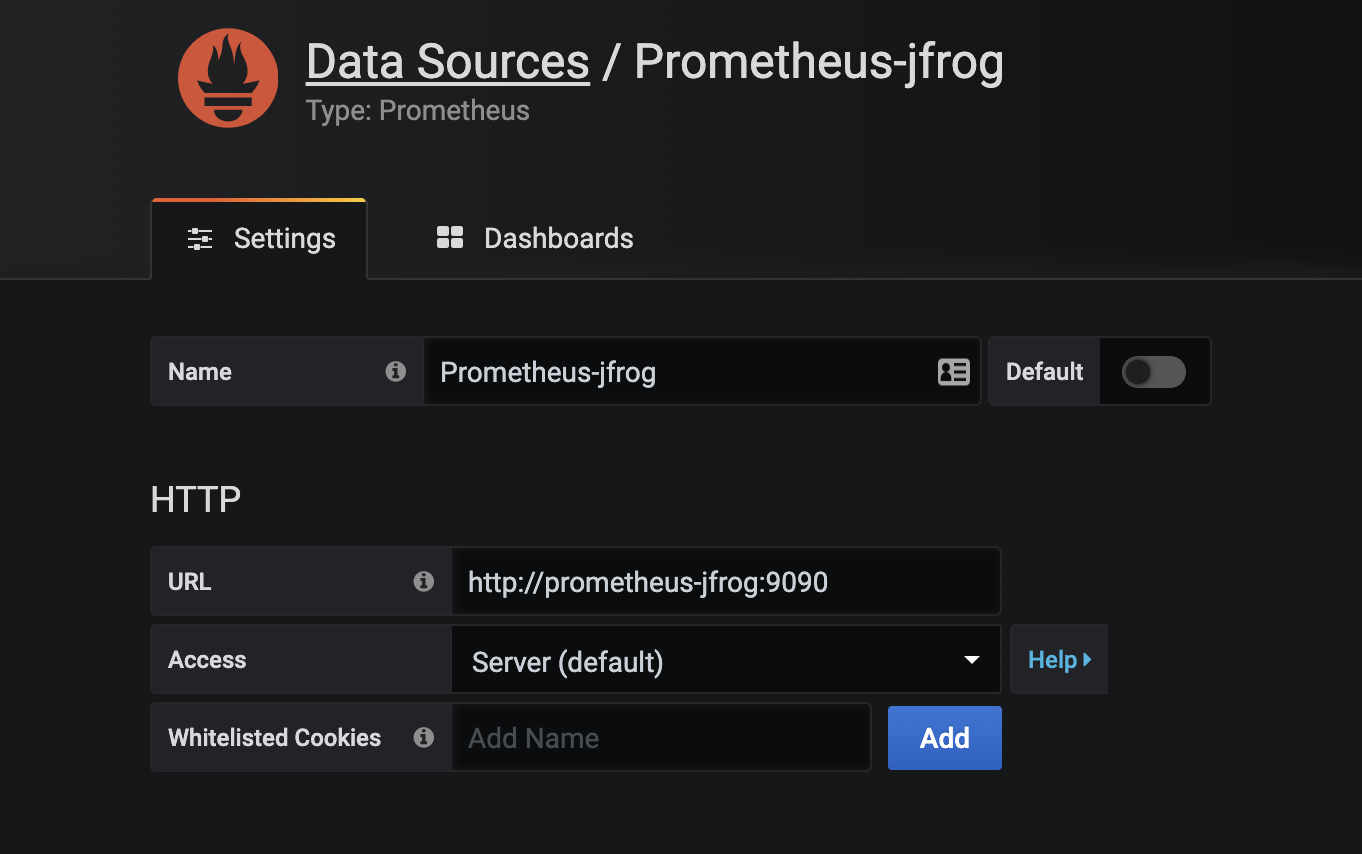 Data Sources / Prometheus-jfrog
Type: Prometheus
Settings
Dashboards
Name
Prometheus-jfrog
Default
HTTP
URL
http://prometheus-jfrog:9090
Access
Server (default)
Help
Whitelisted Cookies
Add Name
Add